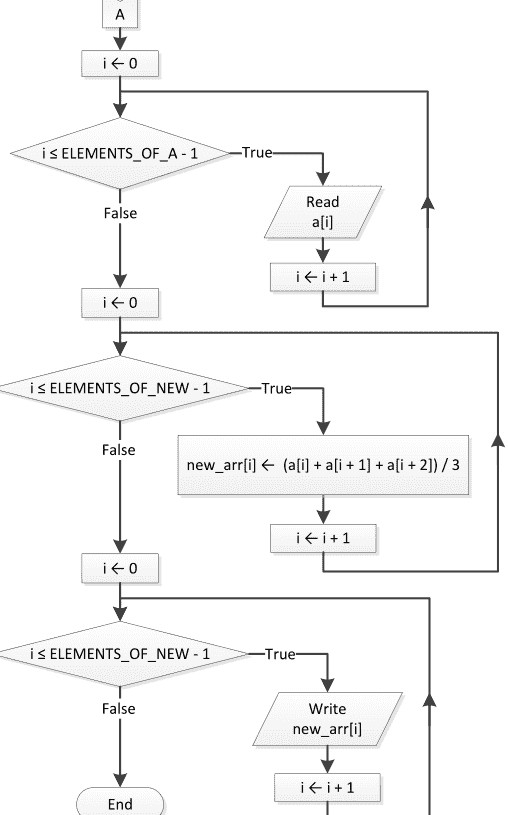 A
i ← 0
i ≤ ELEMENTS_OF_A - 1
True
Read
a[i]
i ← i + 1
False
i ← 0
i ≤ ELEMENTS_OF_NEW - 1
True
new_arr[i] ← (a[i] + a[i + 1] + a[i + 2]) / 3
i ← i + 1
False
i ← 0
i ≤ ELEMENTS_OF_NEW - 1
True
Write
new_arr[i]
i ← i + 1
False
End